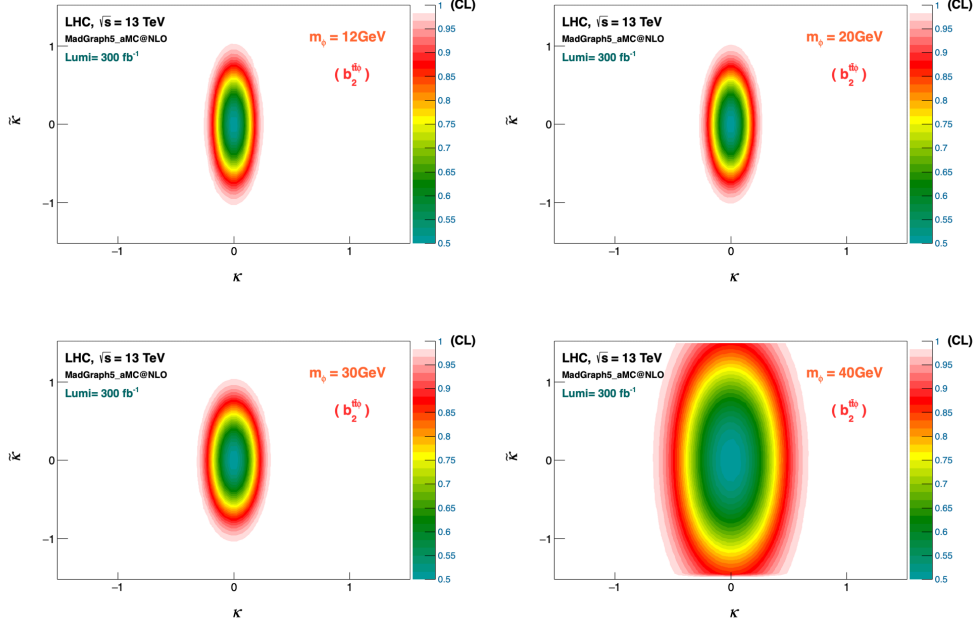 LHC, √s = 13 TeV
MadGraph5_aMC@NLO
Lumi= 300 fb⁻¹
m_ϕ = 12GeV
( b₂^tt̄ϕ )
(CL)
1
0.95
0.9
0.85
0.8
0.75
0.7
0.65
0.6
0.55
0.5
1
0
−1
κ̃
−1
0
1
κ
LHC, √s = 13 TeV
MadGraph5_aMC@NLO
Lumi= 300 fb⁻¹
m_ϕ = 20GeV
( b₂^tt̄ϕ )
(CL)
1
0.95
0.9
0.85
0.8
0.75
0.7
0.65
0.6
0.55
0.5
1
0
−1
κ̃
−1
0
1
κ
LHC, √s = 13 TeV
MadGraph5_aMC@NLO
Lumi= 300 fb⁻¹
m_ϕ = 30GeV
( b₂^tt̄ϕ )
(CL)
1
0.95
0.9
0.85
0.8
0.75
0.7
0.65
0.6
0.55
0.5
1
0
−1
κ̃
−1
0
1
κ
LHC, √s = 13 TeV
MadGraph5_aMC@NLO
Lumi= 300 fb⁻¹
m_ϕ = 40GeV
( b₂^tt̄ϕ )
(CL)
1
0.95
0.9
0.85
0.8
0.75
0.7
0.65
0.6
0.55
0.5
1
0
−1
κ̃
−1
0
1
κ